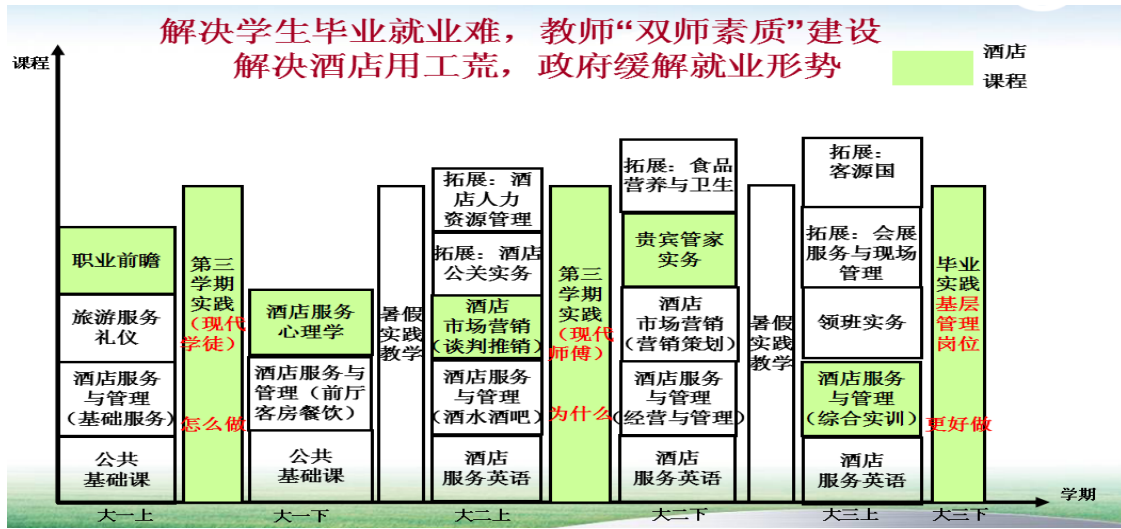 解决学生毕业就业难，教师“双师素质”建设
解决酒店用工荒，政府缓解就业形势
酒店
课程
课程
职业前瞻
旅游服务
礼仪
酒店服务
与管理
（基础服务）
公共
基础课
第三
学期
实践
（现代
学徒）
怎么做
酒店服务
心理学
酒店服务与
管理（前厅
客房餐饮）
公共
基础课
暑假
实践
教学
拓展：酒
店人力
资源管理
拓展：酒店
公关实务
酒店
市场营销
（谈判推销）
酒店服务
与管理
（酒水酒吧）
酒店
服务英语
第三
学期
实践
（现代
师傅）
为什么
拓展：食品
营养与卫生
贵宾管家
实务
酒店
市场营销
（营销策划）
酒店服务
与管理
（经营与管理）
酒店
服务英语
暑假
实践
教学
拓展：
客源国
拓展：会展
服务与现场
管理
领班实务
酒店服务
与管理
（综合实训）
酒店
服务英语
毕业
实践
基层
管理
岗位
更好做
学期
大一上
大一下
大二上
大二下
大三上
大三下